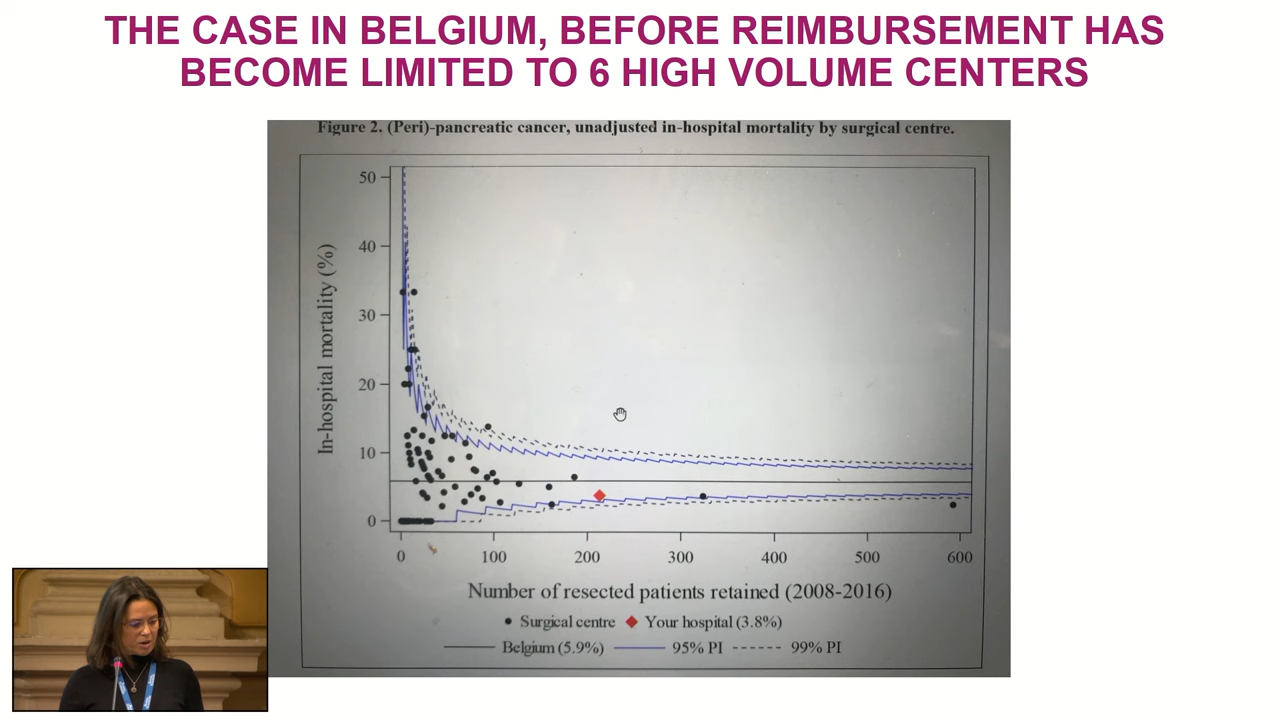 THE CASE IN BELGIUM, BEFORE REIMBURSEMENT HAS
BECOME LIMITED TO 6 HIGH VOLUME CENTERS
Figure 2. (Peri)-pancreatic cancer, unadjusted in-hospital mortality by surgical centre.
In-hospital mortality (%)
50
40
30
20
10
0
0 100 200 300 400 500 600
Number of resected patients retained (2008-2016)
Surgical centre Your hospital (3.8%)
Belgium (5.9%) 95% PI 99% PI